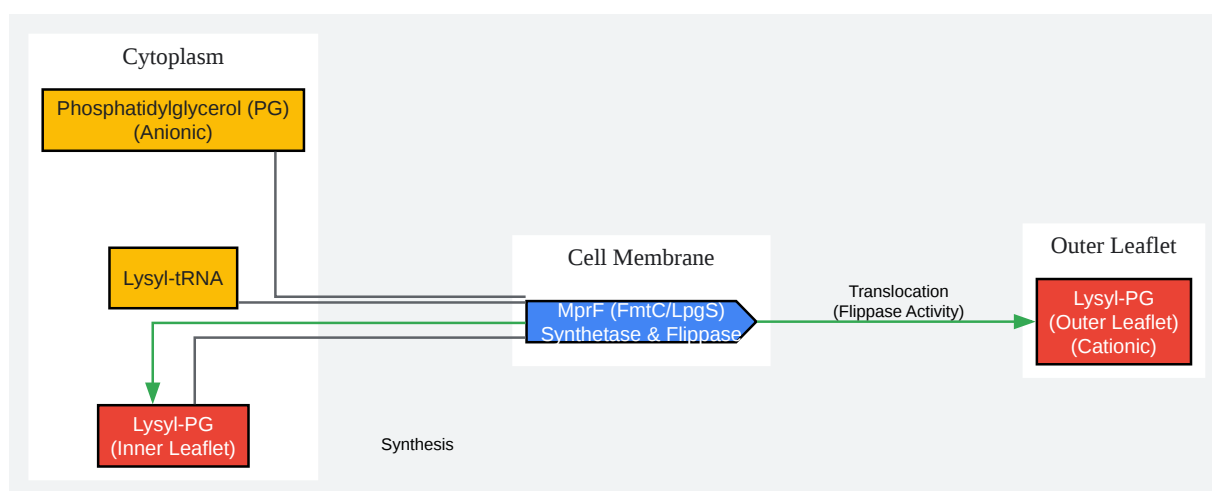 Cytoplasm
Phosphatidylglycerol (PG)
(Anionic)
Lysyl-tRNA
Lysyl-PG
(Inner Leaflet)
Synthesis
Cell Membrane
MprF (FmtC/LpgS)
Synthetase & Flippase
Translocation
(Flippase Activity)
Outer Leaflet
Lysyl-PG
(Outer Leaflet)
(Cationic)